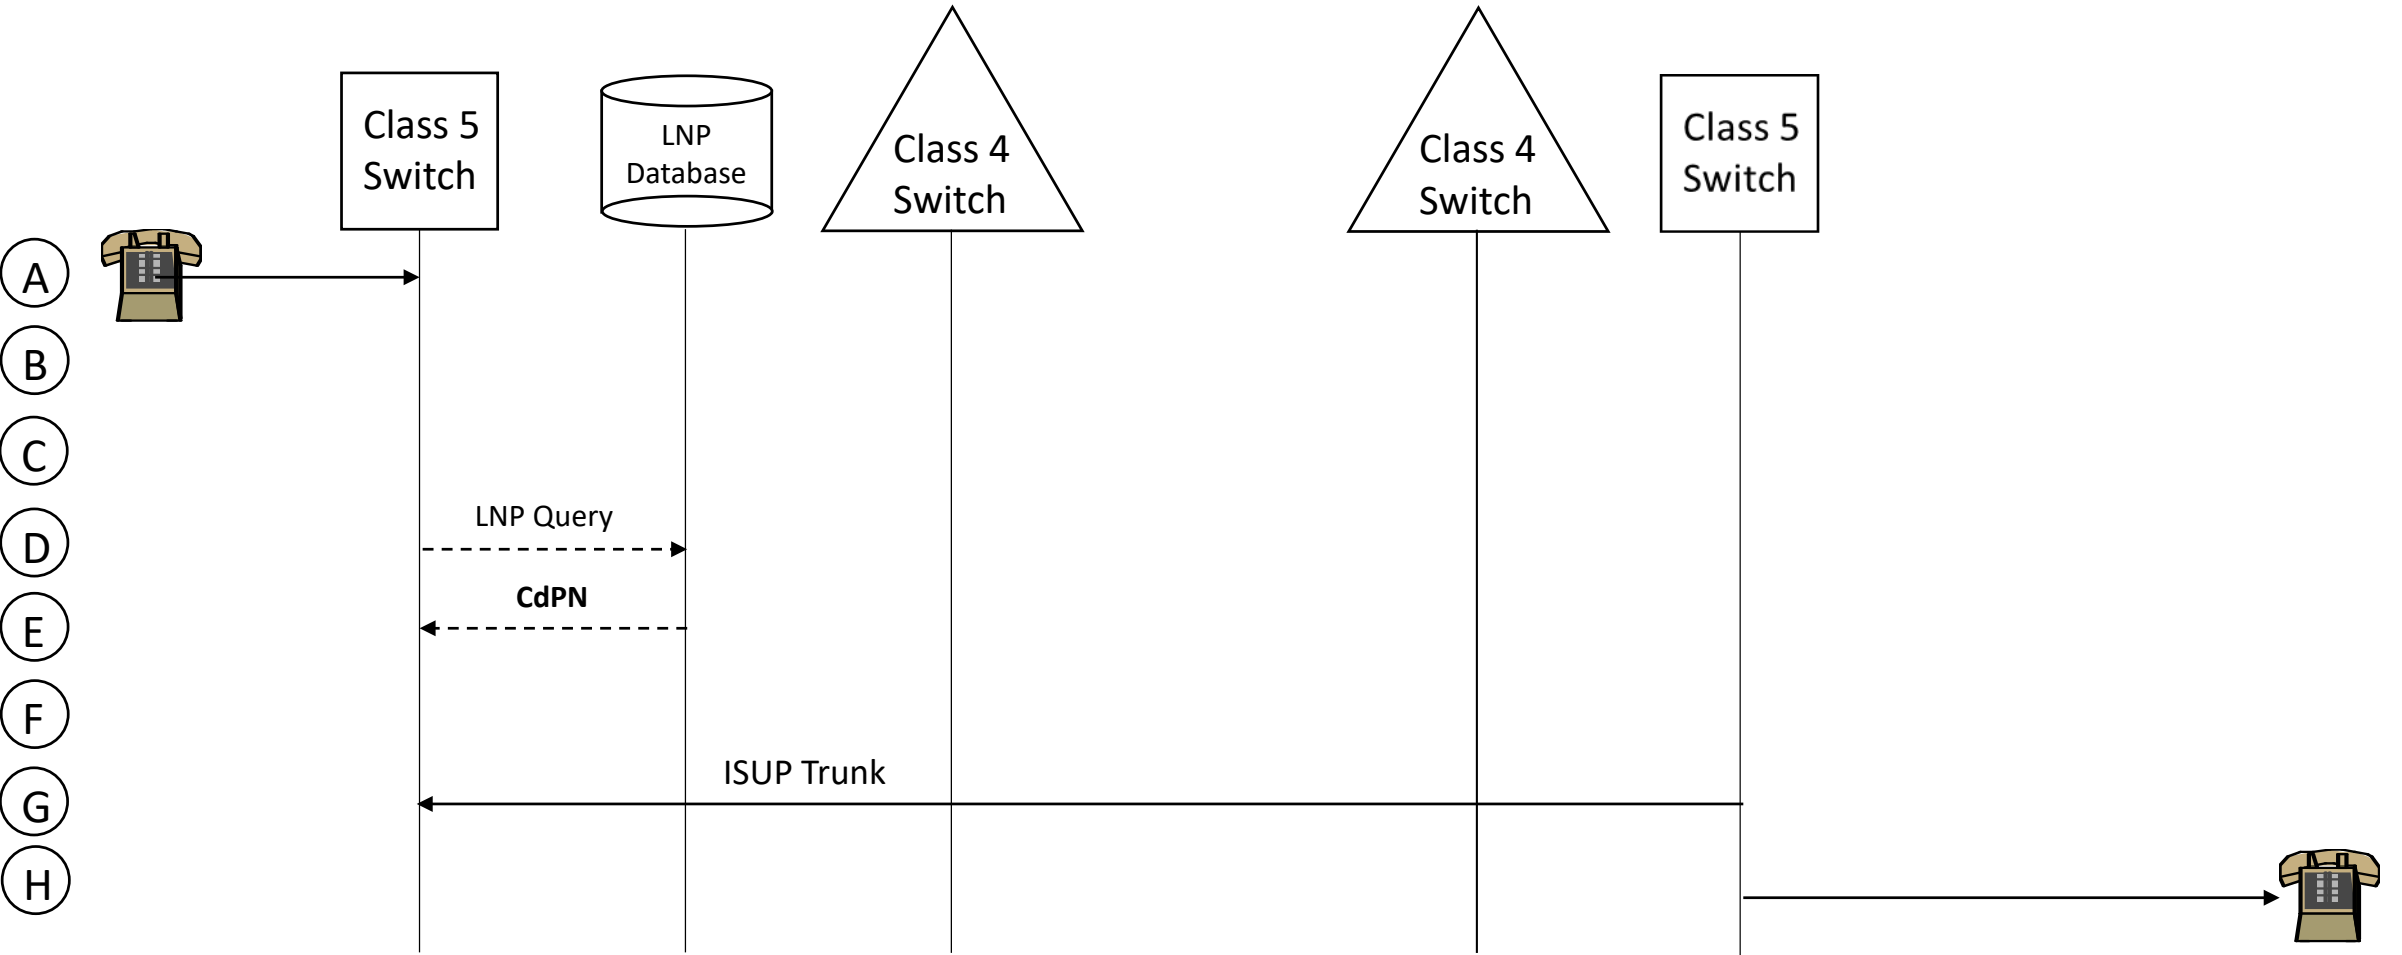 Class 5
Switch
LNP
Database
Class 4
Switch
Class 4
Switch
Class 5
Switch
A
B
C
D
LNP Query
E
CdPN
F
G
ISUP Trunk
H